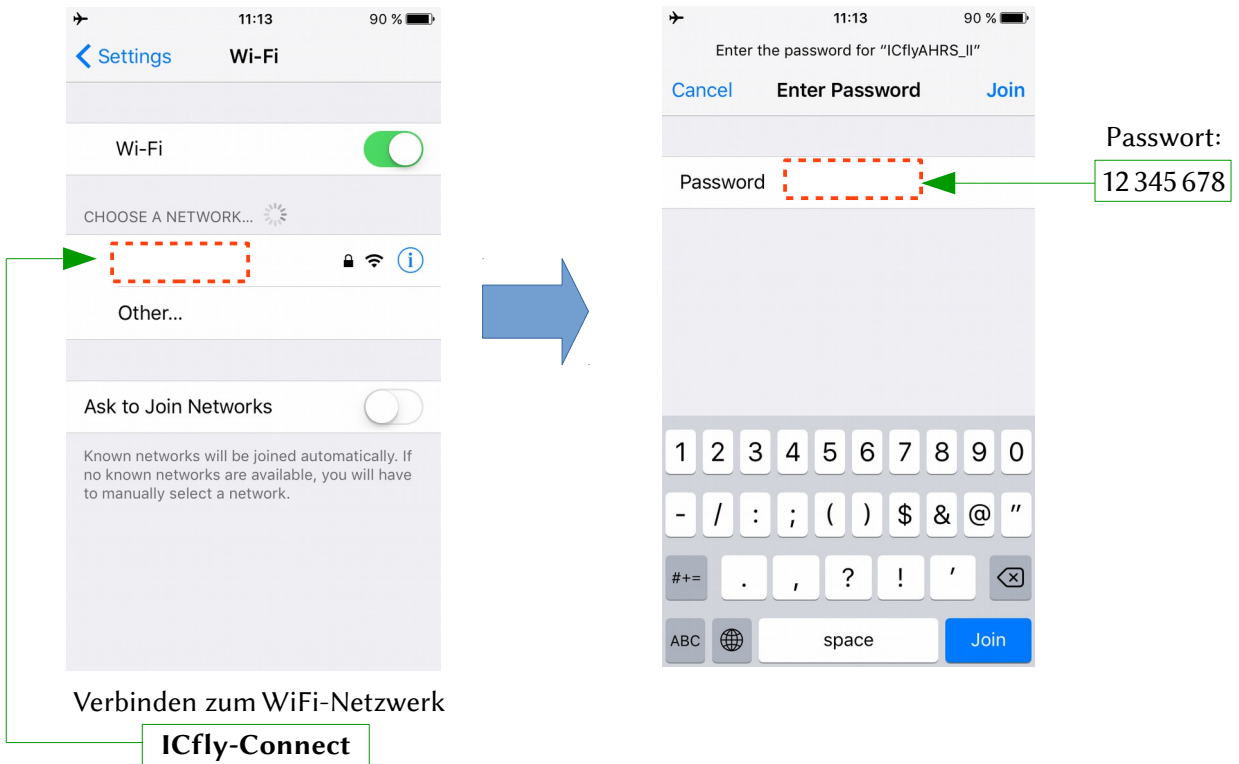 11:13
90 %
Settings
Wi-Fi
Wi-Fi
CHOOSE A NETWORK...
Other...
Ask to Join Networks
Known networks will be joined automatically. If
no known networks are available, you will have
to manually select a network.
Verbinden zum WiFi-Netzwerk
ICfly-Connect
11:13
90 %
Enter the password for “ICflyAHRS_II”
Cancel
Enter Password
Join
Password
Passwort:
12 345 678
1 2 3 4 5 6 7 8 9 0
- / : ; ( ) $ & @ "
#+= . , ? ! '
ABC space Join